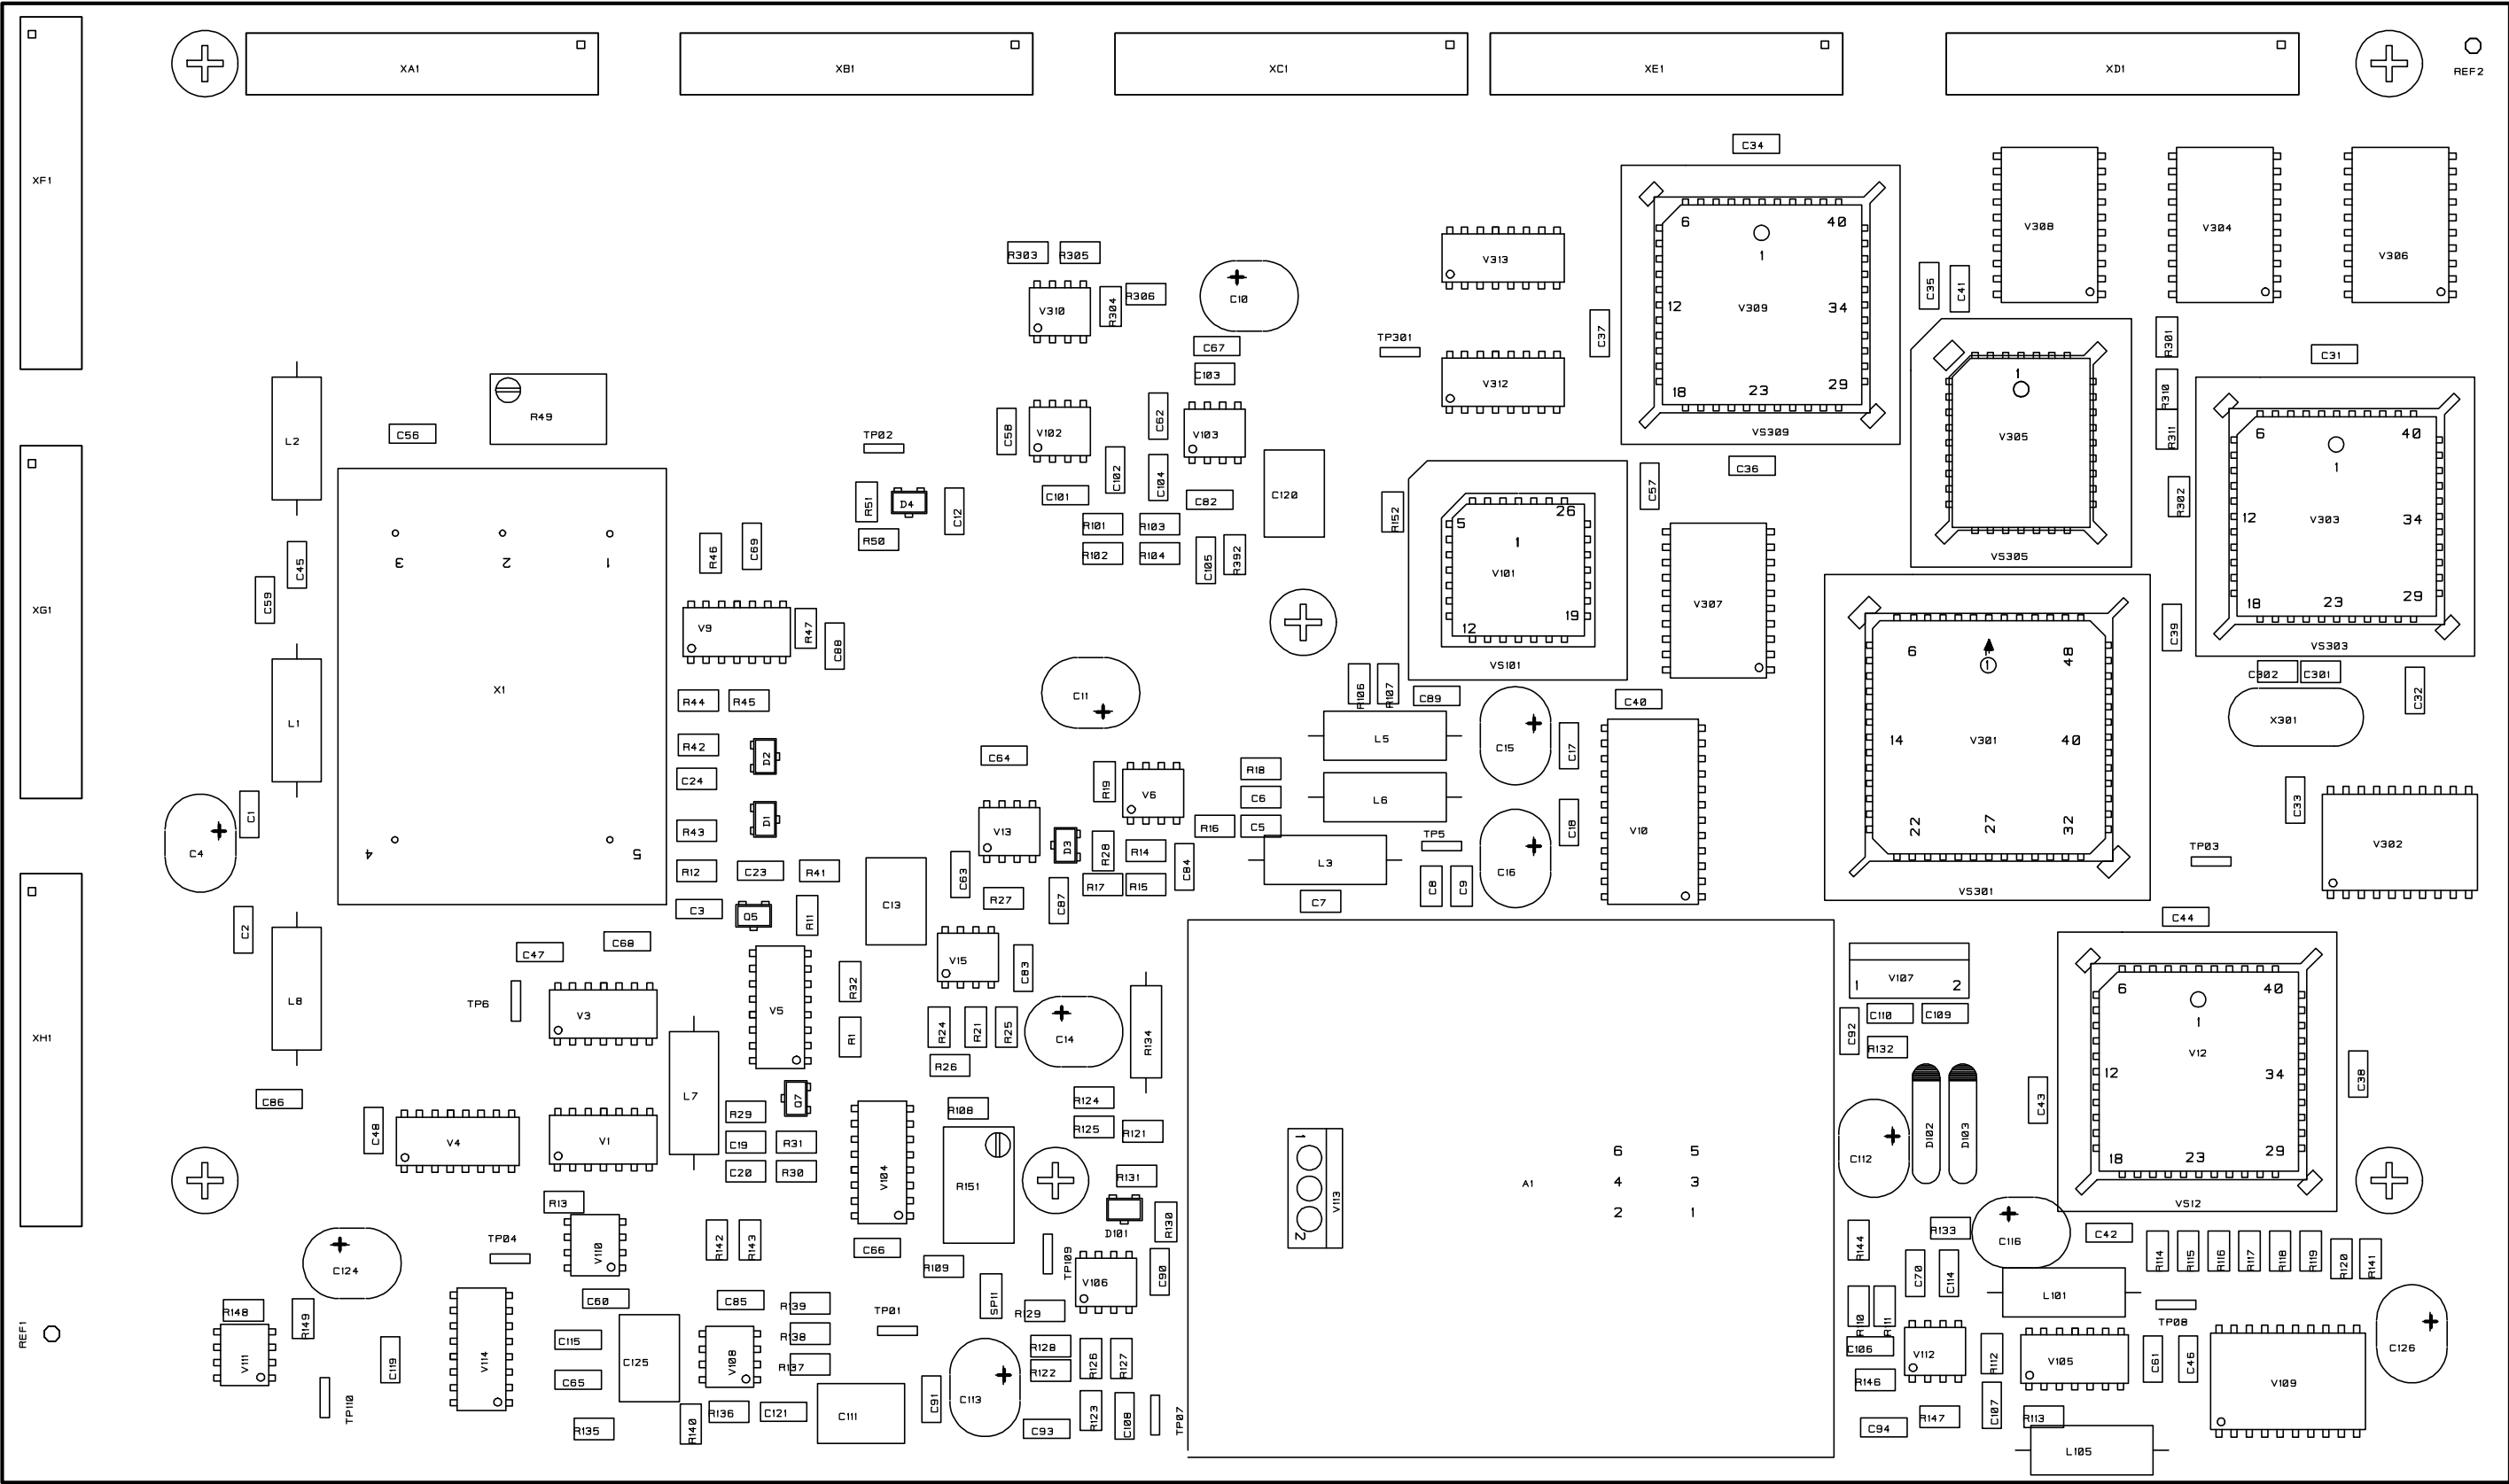 XA1
XB1
XC1
XE1
XD1
REF2
XF1
C34
V308
V304
V306
R303
R305
V313
6
40
1
C10
R306
V310
R304
12
V309
34
C35
C41
TP301
C37
R301
C67
C31
C103
V312
18
23
29
1
R310
R49
C62
VS309
V305
R311
C56
L2
TP02
C58
V102
V103
6
40
1
C36
C102
C104
C57
R302
R51
D4
C12
C101
C82
C120
R152
5
26
12
V303
34
R50
R101
R103
R102
R104
C105
R392
1
V101
VS305
3
2
1
R46
C69
C45
C59
XG1
V307
18
23
29
V9
R47
C88
12
19
C39
VS303
6
1
48
VS101
X1
R44
R45
C11
R106
R107
C89
C40
C302
C301
C32
L1
X301
R42
D2
C64
L5
C15
C17
14
V301
40
C24
R18
C6
R19
V6
L6
C33
C1
R43
D1
V13
R16
C5
TP5
C18
V10
22
27
32
C4
4
5
D3
R28
R14
L3
C16
TP03
V302
R12
C23
R41
C63
R17
R15
C84
C8
C9
VS301
C3
Q5
R11
C13
R27
C87
C7
C44
C2
C68
C47
V15
C83
V107
1
2
6
40
L8
TP6
V3
R32
V5
C110
C109
1
XH1
R24
R21
R25
C14
R134
C92
R132
V12
R1
R26
12
34
C38
C86
L7
Q7
R29
R108
R124
C43
C48
V4
V1
C19
R31
R125
R121
1
D102
D103
C20
R30
6
5
C112
18
23
29
V104
R151
R131
A1
4
3
V113
R13
2
1
VS12
2
D101
R130
C116
R133
C42
TP04
R142
R143
C66
R144
R114
R115
R116
R117
R118
R119
R120
R141
C124
V110
R109
TP109
V106
C90
C70
C114
C60
C85
R139
SP11
L101
R148
R149
TP01
R129
R110
R111
TP08
REF1
C115
R138
R128
C106
V111
C119
V114
C125
V108
R137
R126
R127
V112
R112
V105
C61
C46
C126
C65
R122
R146
V109
TP110
R136
C121
C111
C91
C113
R123
C108
TP07
C107
R135
R140
C93
C94
R147
R113
L105